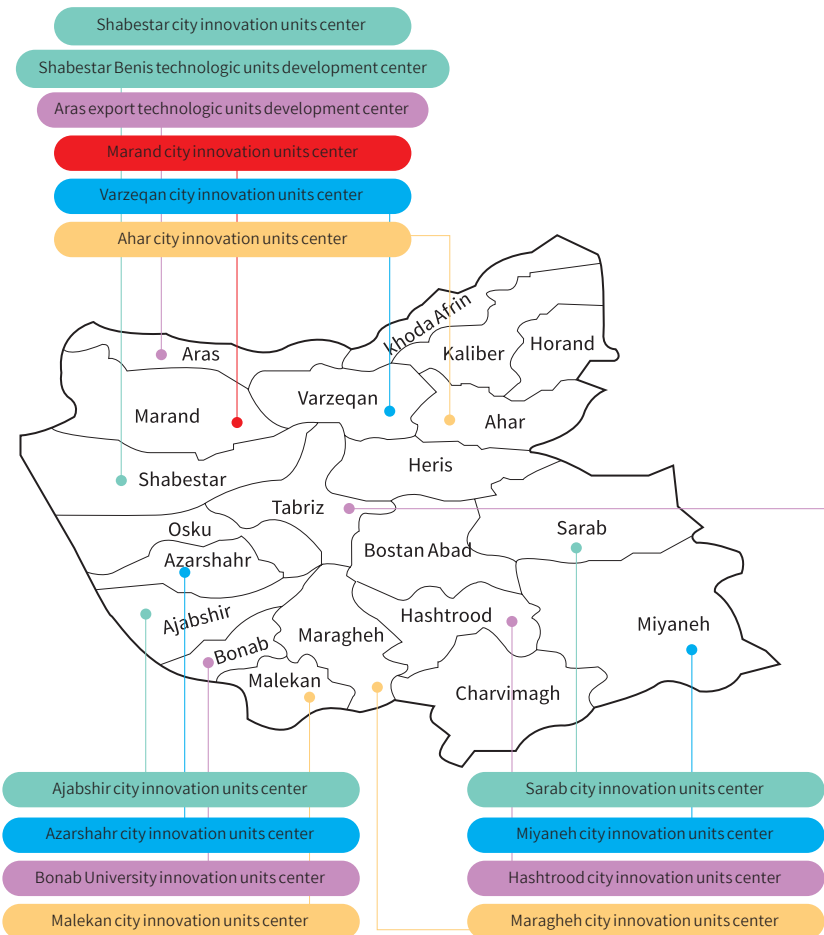 Shabestar city innovation units center
Shabestar Benis technologic units development center
Aras export technologic units development center
Marand city innovation units center
Varzeqan city innovation units center
Ahar city innovation units center
khoda Afrin
Kaliber
Horand
Aras
Varzeqan
Marand
Ahar
Heris
Shabestar
Tabriz
Sarab
Osku
Bostan Abad
Azarshahr
Ajabshir
Hashtrood
Miyaneh
Maragheh
Bonab
Malekan
Charvimagh
Ajabshir city innovation units center
Azarshahr city innovation units center
Bonab University innovation units center
Malekan city innovation units center
Sarab city innovation units center
Miyaneh city innovation units center
Hashtrood city innovation units center
Maragheh city innovation units center